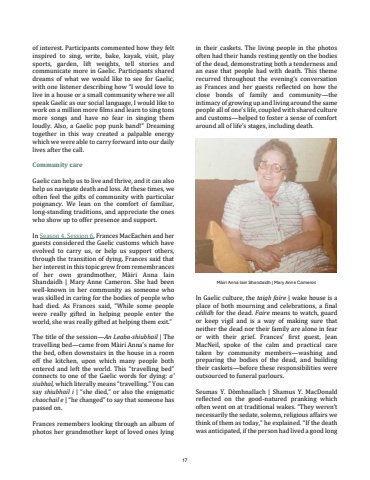 of interest. Participants commented how they felt
inspired to sing, write, bake, kayak, visit, play
sports, garden, lift weights, tell stories and
communicate more in Gaelic. Participants shared
dreams of what we would like to see for Gaelic,
with one listener describing how "I would love to
live in a house or a small community where we all
speak Gaelic as our social language, I would like to
work on a million more films and learn to sing tons
more songs and have no fear in singing them
loudly. Also, a Gaelic pop punk band!" Dreaming
together in this way created a palpable energy
which we were able to carry forward into our daily
lives after the call.
Community care
Gaelic can help us to live and thrive, and it can also
help us navigate death and loss. At these times, we
often feel the gifts of community with particular
poignancy. We lean on the comfort of familiar,
long-standing traditions, and appreciate the ones
who show up to offer presence and support.
In Season 4, Session 6, Frances MacEachen and her
guests considered the Gaelic customs which have
evolved to carry us, or help us support others,
through the transition of dying. Frances said that
her interest in this topic grew from remembrances
of her own grandmother, Màiri Anna Iain
Shandaidh | Mary Anne Cameron. She had been
well-known in her community as someone who
was skilled in caring for the bodies of people who
had died. As Frances said, "While some people
were really gifted in helping people enter the
world, she was really gifted at helping them exit."
The title of the session—An Leaba-shiubhail | The
travelling bed—came from Màiri Anna's name for
the bed, often downstairs in the house in a room
off the kitchen, upon which many people both
entered and left the world. This "travelling bed"
connects to one of the Gaelic words for dying: a'
siubhal, which literally means "travelling." You can
say shiubhail i | "she died," or also the enigmatic
chaochail e | "he changed" to say that someone has
passed on.
Frances remembers looking through an album of
photos her grandmother kept of loved ones lying
in their caskets. The living people in the photos
often had their hands resting gently on the bodies
of the dead, demonstrating both a tenderness and
an ease that people had with death. This theme
recurred throughout the evening's conversation
as Frances and her guests reflected on how the
close bonds of family and community—the
intimacy of growing up and living around the same
people all of one's life, coupled with shared culture
and customs—helped to foster a sense of comfort
around all of life's stages, including death.
Màiri Anna Iain Shandaidh | Mary Anne Cameron
In Gaelic culture, the taigh faire | wake house is a
place of both mourning and celebrations, a final
céilidh for the dead. Faire means to watch, guard
or keep vigil and is a way of making sure that
neither the dead nor their family are alone in fear
or with their grief. Frances' first guest, Jean
MacNeil, spoke of the calm and practical care
taken by community members—washing and
preparing the bodies of the dead, and building
their caskets—before these responsibilities were
outsourced to funeral parlours.
Seumas Y. Dòmhnallach | Shamus Y. MacDonald
reflected on the good-natured pranking which
often went on at traditional wakes. "They weren't
necessarily the sedate, solemn, religious affairs we
think of them as today," he explained. "If the death
was anticipated, if the person had lived a good long
17